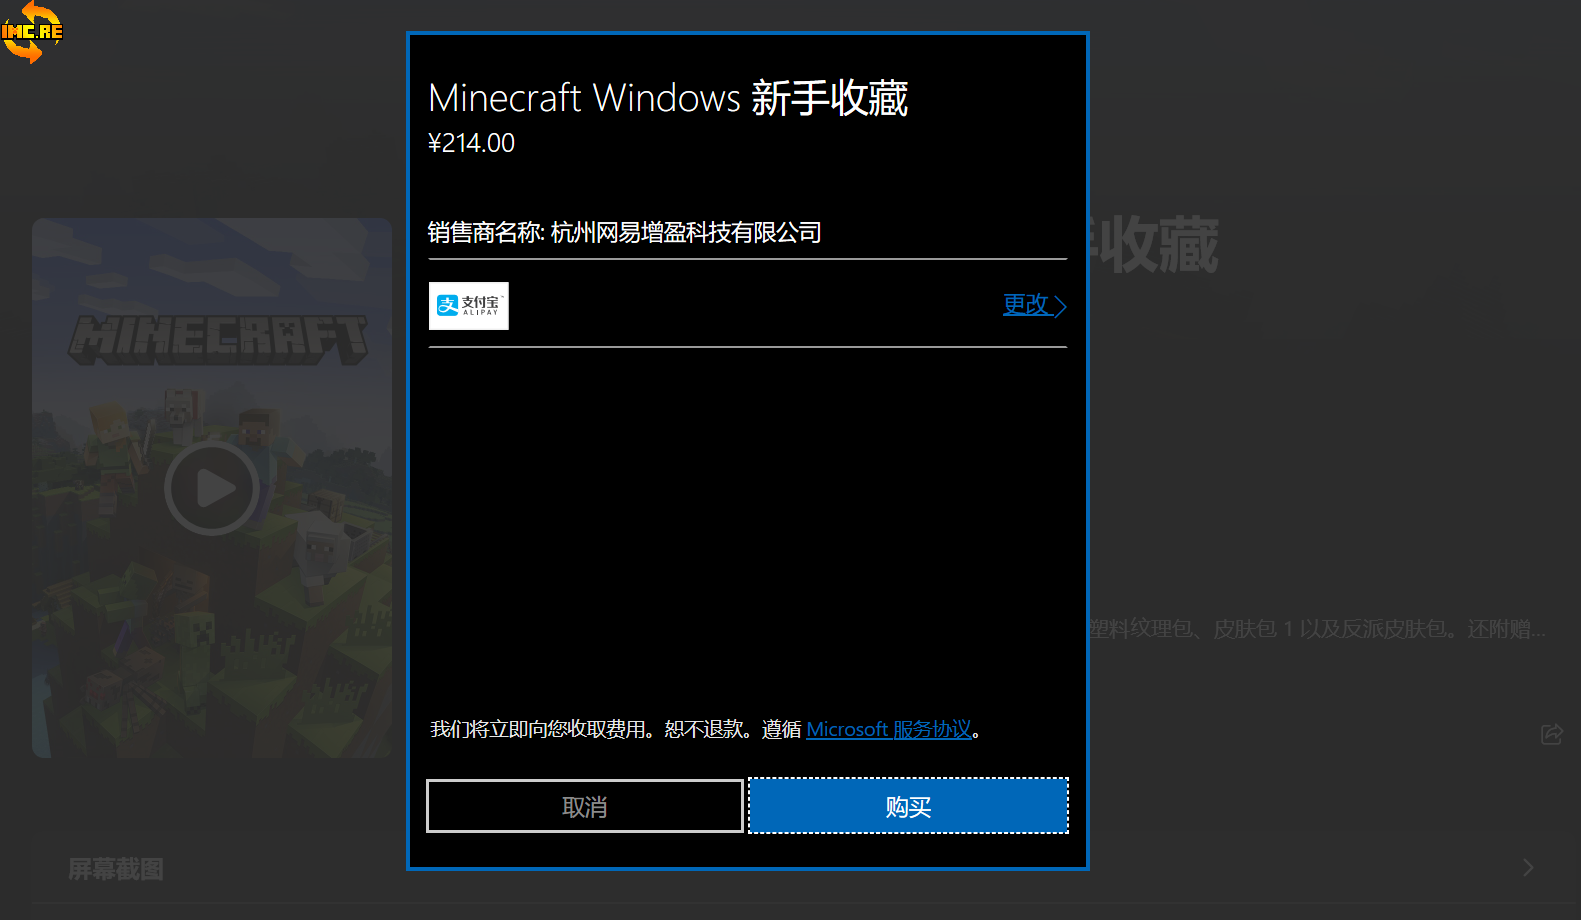 IMC.RE
Minecraft Windows 新手收藏
¥214.00
手收藏
销售商名称: 杭州网易增盈科技有限公司
支 支付宝
ALIPAY
更改
MINECRAFT
塑料纹理包、皮肤包 1 以及反派皮肤包。还附赠...
我们将立即向您收取费用。恕不退款。遵循 Microsoft 服务协议。
取消
购买
屏幕截图